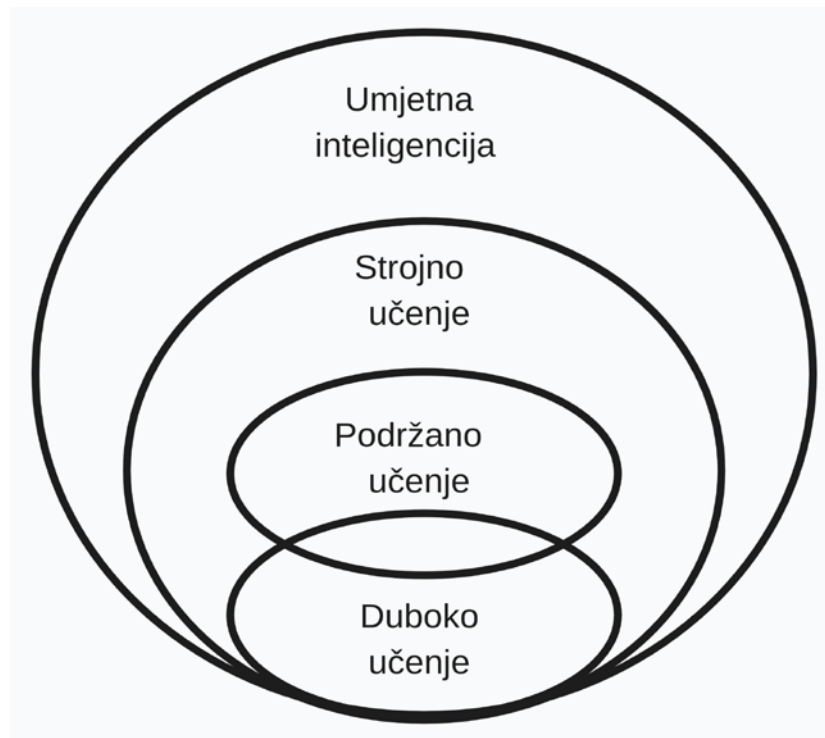 Umjetna
inteligencija
Strojno
učenje
Podržano
učenje
Duboko
učenje